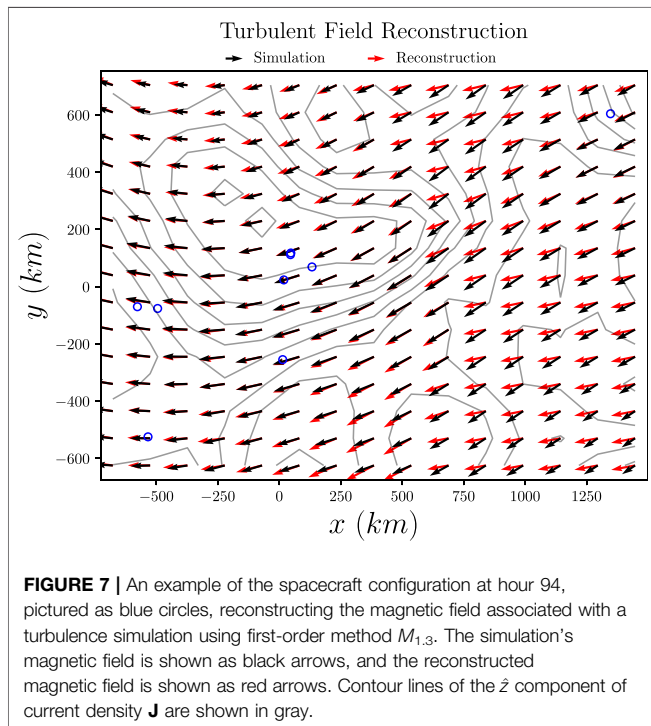 Turbulent Field Reconstruction
Simulation Reconstruction
600
400
200
0
−200
−400
−600
y (km)
−500 −250 0 250 500 750 1000 1250
x (km)
FIGURE 7 | An example of the spacecraft configuration at hour 94,
pictured as blue circles, reconstructing the magnetic field associated with a
turbulence simulation using first-order method M1.3. The simulation's
magnetic field is shown as black arrows, and the reconstructed
magnetic field is shown as red arrows. Contour lines of the ẑ component of
current density J are shown in gray.